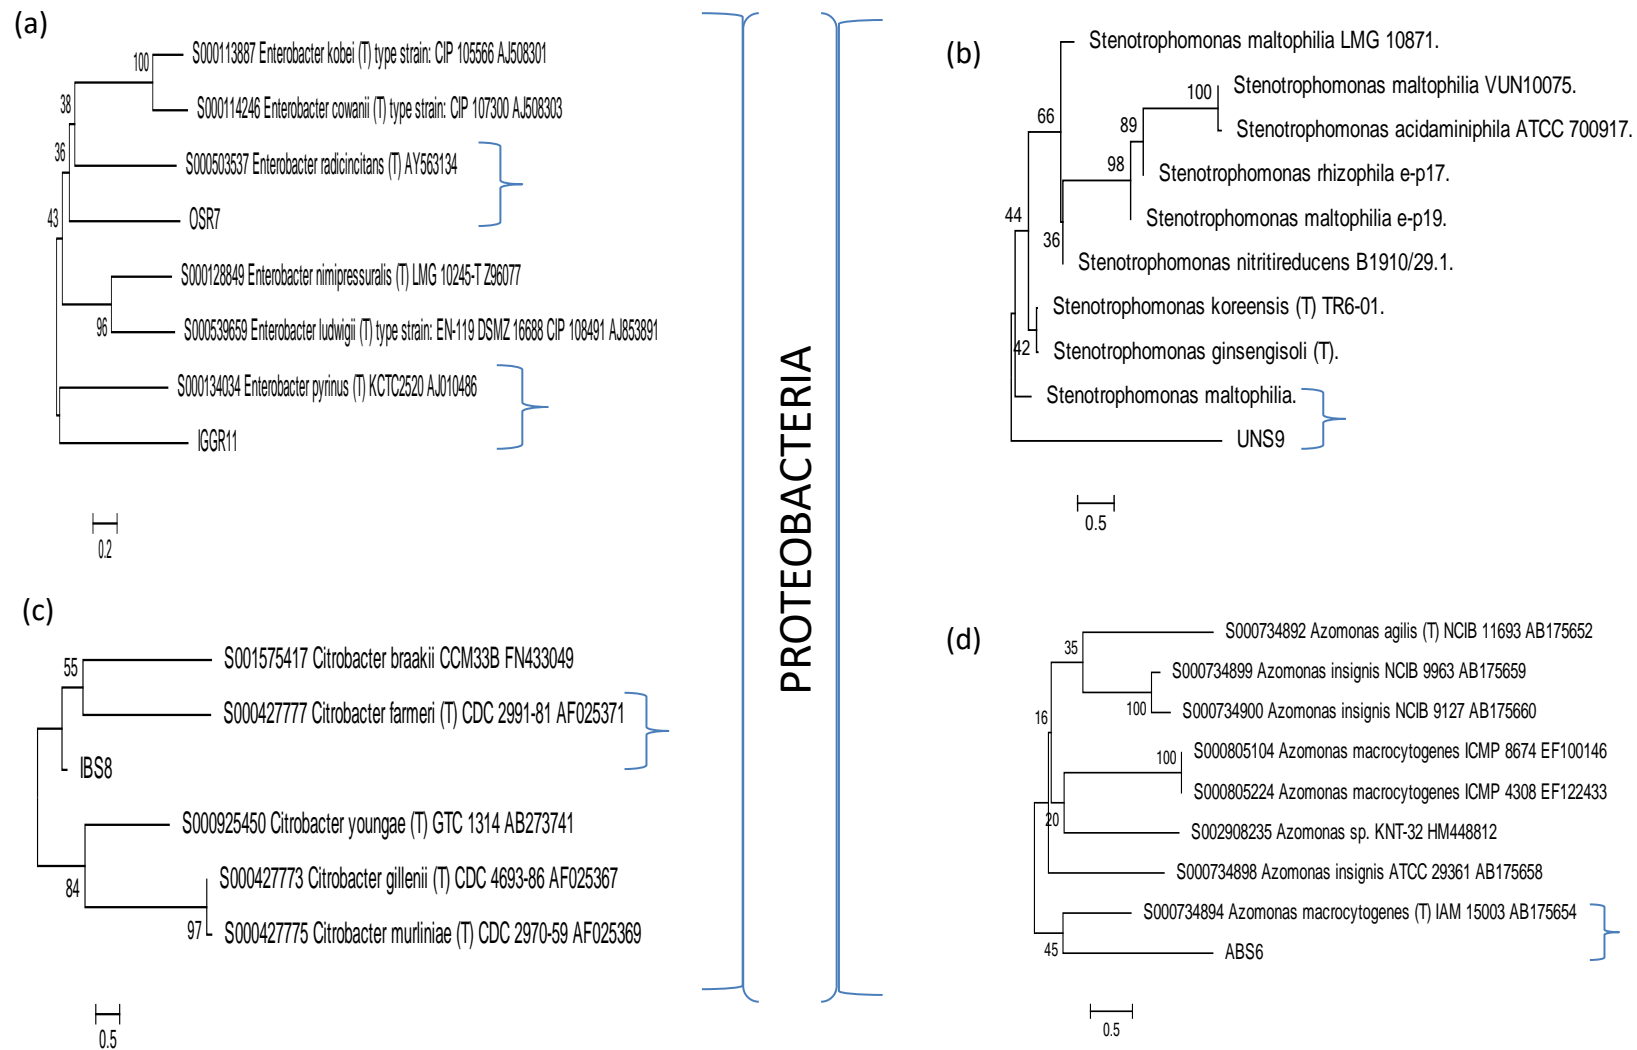 (a)
S000113887 Enterobacter kobei (T) type strain: CIP 105566 AJ508301
100
S000114246 Enterobacter cowanii (T) type strain: CIP 107300 AJ508303
38
S000503537 Enterobacter radicincitans (T) AY563134
36
OSR7
43
S000128849 Enterobacter nimipressuralis (T) LMG 10245-T Z96077
S000539659 Enterobacter ludwigii (T) type strain: EN-119 DSMZ 16688 CIP 108491 AJ853891
96
S000134034 Enterobacter pyrinus (T) KCTC2520 AJ010486
IGGR11
0.2
PROTEOBACTERIA
(b)
Stenotrophomonas maltophilia LMG 10871.
Stenotrophomonas maltophilia VUN10075.
100
Stenotrophomonas acidaminiphila ATCC 700917.
66
89
Stenotrophomonas rhizophila e-p17.
98
Stenotrophomonas maltophilia e-p19.
44
36
Stenotrophomonas nitritireducens B1910/29.1.
Stenotrophomonas koreensis (T) TR6-01.
42
Stenotrophomonas ginsengisoli (T).
Stenotrophomonas maltophilia.
UNS9
0.5
(c)
S001575417 Citrobacter braakii CCM33B FN433049
55
S000427777 Citrobacter farmeri (T) CDC 2991-81 AF025371
IBS8
S000925450 Citrobacter youngae (T) GTC 1314 AB273741
S000427773 Citrobacter gillenii (T) CDC 4693-86 AF025367
84
97
S000427775 Citrobacter murliniae (T) CDC 2970-59 AF025369
0.5
(d)
S000734892 Azomonas agilis (T) NCIB 11693 AB175652
35
S000734899 Azomonas insignis NCIB 9963 AB175659
100
S000734900 Azomonas insignis NCIB 9127 AB175660
16
S000805104 Azomonas macrocytogenes ICMP 8674 EF100146
100
S000805224 Azomonas macrocytogenes ICMP 4308 EF122433
20
S002908235 Azomonas sp. KNT-32 HM448812
S000734898 Azomonas insignis ATCC 29361 AB175658
S000734894 Azomonas macrocytogenes (T) IAM 15003 AB175654
45
ABS6
0.5